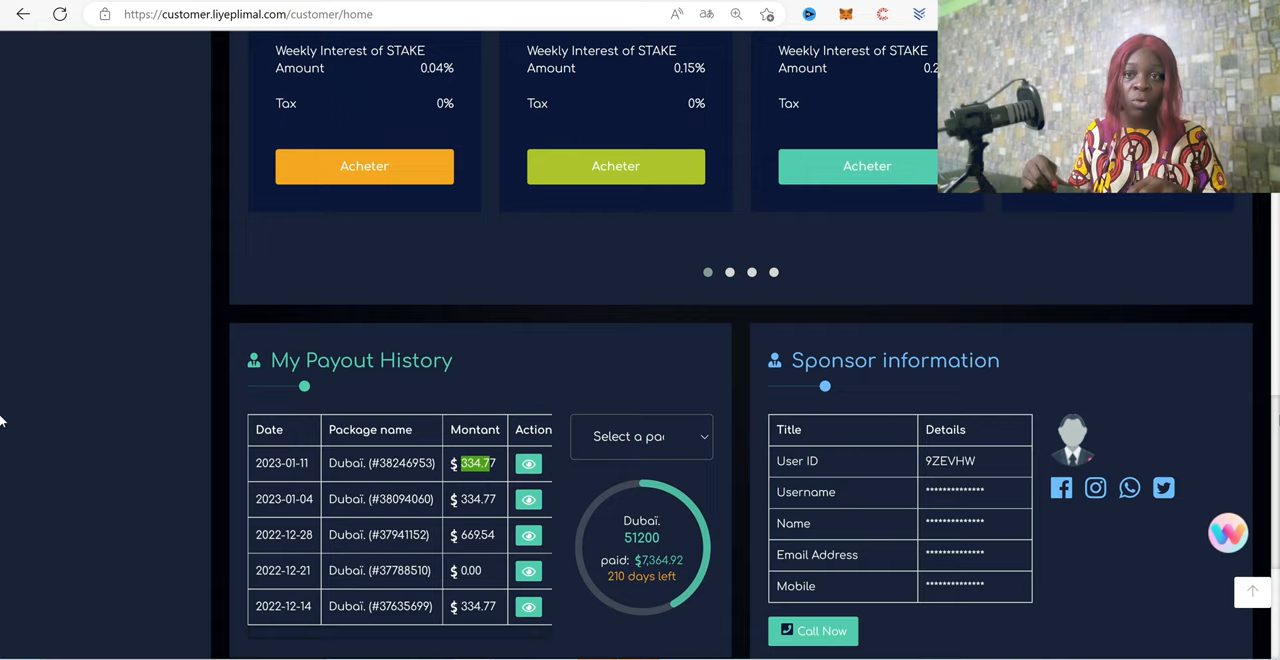 https://customer.liyeplimal.com/customer/home
Weekly Interest of STAKE
Amount 0.04%
Tax 0%
Acheter
Weekly Interest of STAKE
Amount 0.15%
Tax 0%
Acheter
Weekly Interest of STAKE
Amount
Tax
Acheter
My Payout History
Date Package name Montant Action
2023-01-11 Dubaï. (#38246953) $ 334.77
2023-01-04 Dubaï. (#38094060) $ 334.77
2022-12-28 Dubaï. (#37941152) $ 669.54
2022-12-21 Dubaï. (#37788510) $ 0.00
2022-12-14 Dubaï. (#37635699) $ 334.77
Select a
Dubaï.
51200
paid: $7,364.92
210 days left
Sponsor information
Title Details
User ID 9ZEVHW
Username **************
Name **************
Email Address **************
Mobile **************
Call Now